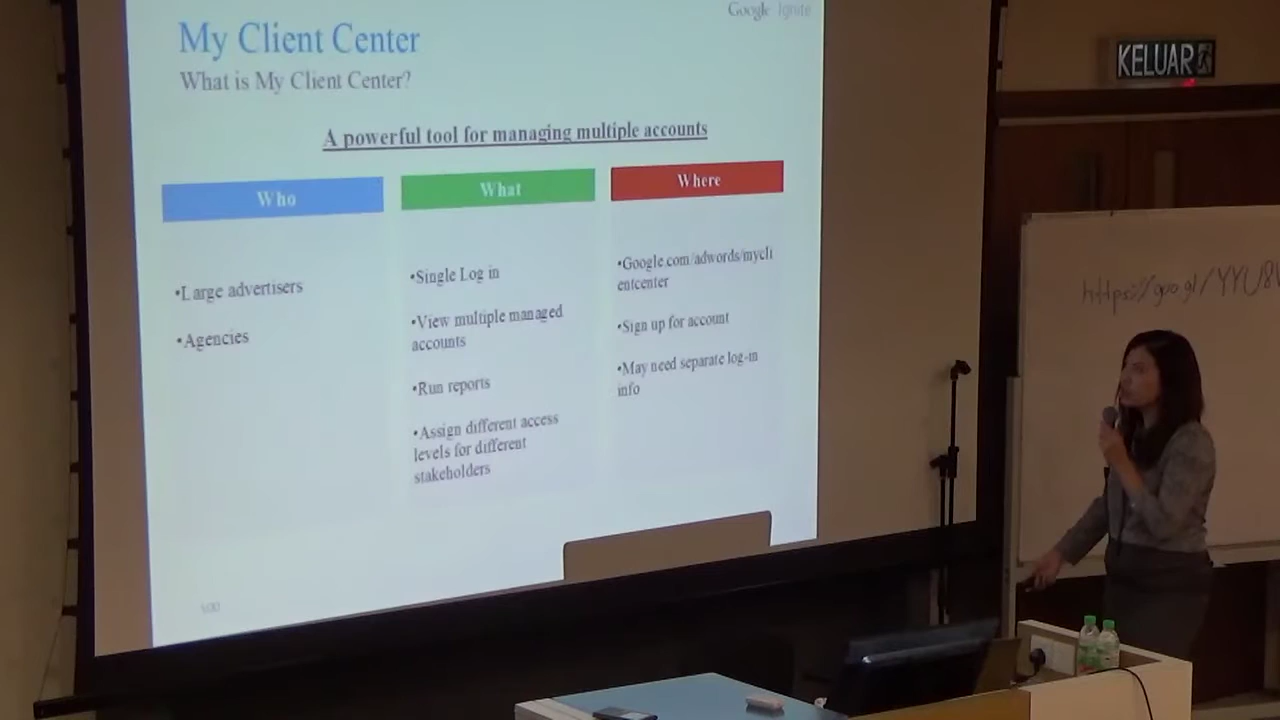 Google Ignite
My Client Center
What is My Client Center?
A powerful tool for managing multiple accounts
Who
•Large advertisers
•Agencies
What
•Single Log in
•View multiple managed
accounts
•Run reports
•Assign different access
levels for different
stakeholders
Where
•Google.com/adwords/mycli
entcenter
•Sign up for account
•May need separate log-in
info
KELUAR